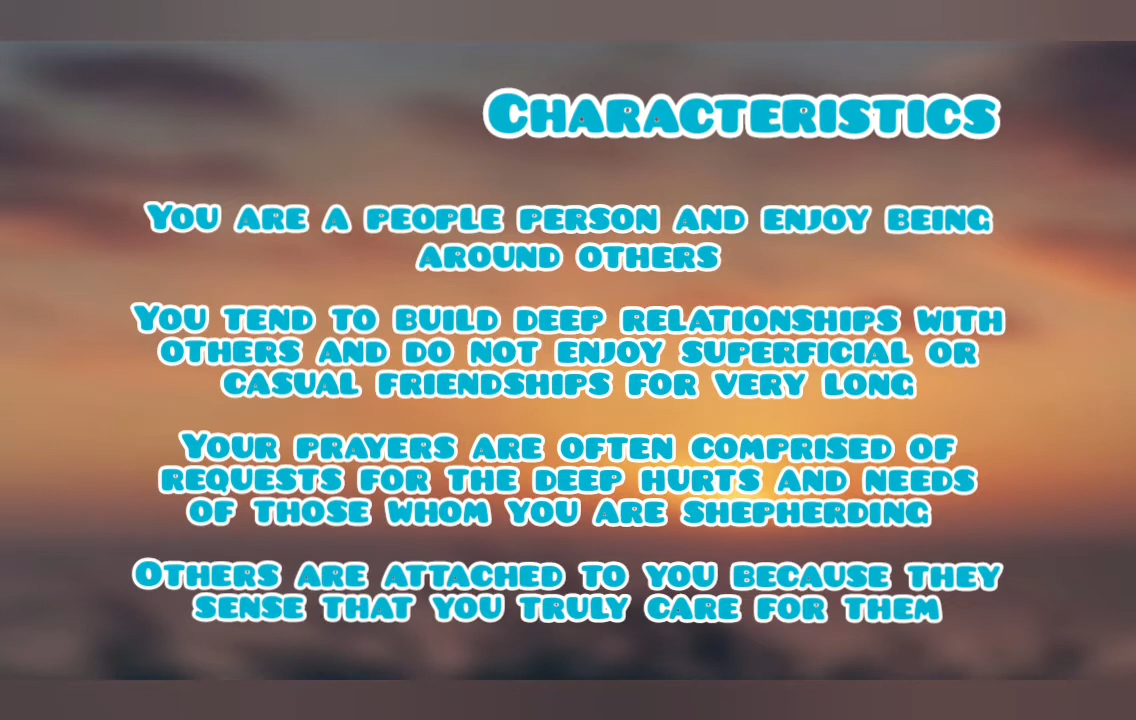 Characteristics
You are a people person and enjoy being
around others
You tend to build deep relationships with
others and do not enjoy superficial or
casual friendships for very long
Your prayers are often comprised of
requests for the deep hurts and needs
of those whom you are shepherding
Others are attached to you because they
sense that you truly care for them